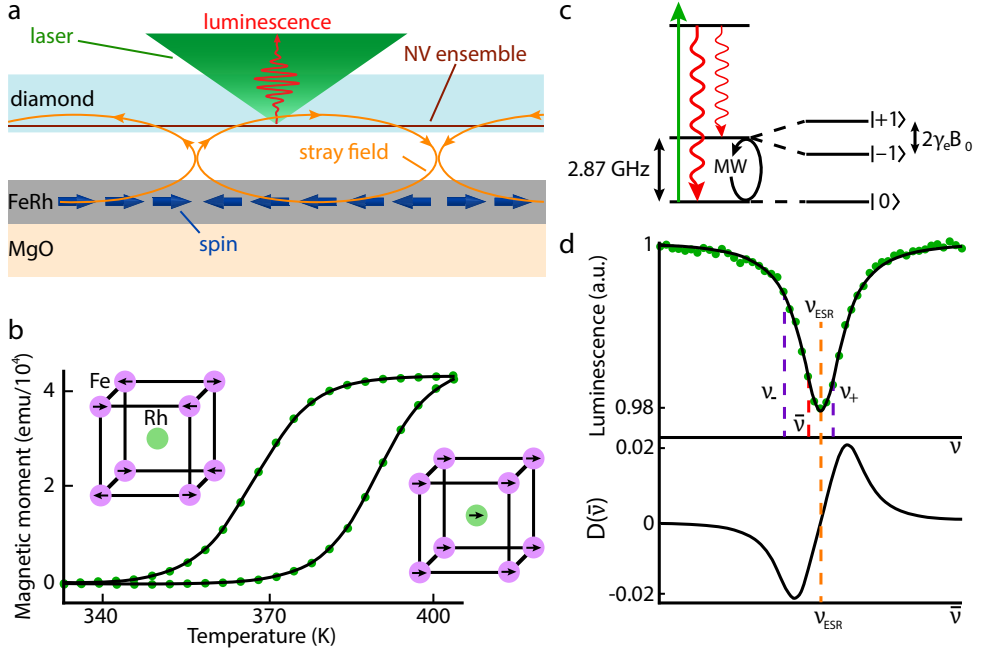 a
luminescence
laser
NV ensemble
diamond
stray field
FeRh
spin
MgO
b
Magnetic moment (emu/10⁴)
4
2
0
Fe
Rh
340
370
400
Temperature (K)
c
2.87 GHz
MW
|+1>
|−1>
|0>
2γₑB₀
d
Luminescence (a.u.)
1
0.98
ν_ESR
ν₋
ν̄
ν₊
ν
D(ν̄)
0.02
0
-0.02
ν_ESR
ν̄